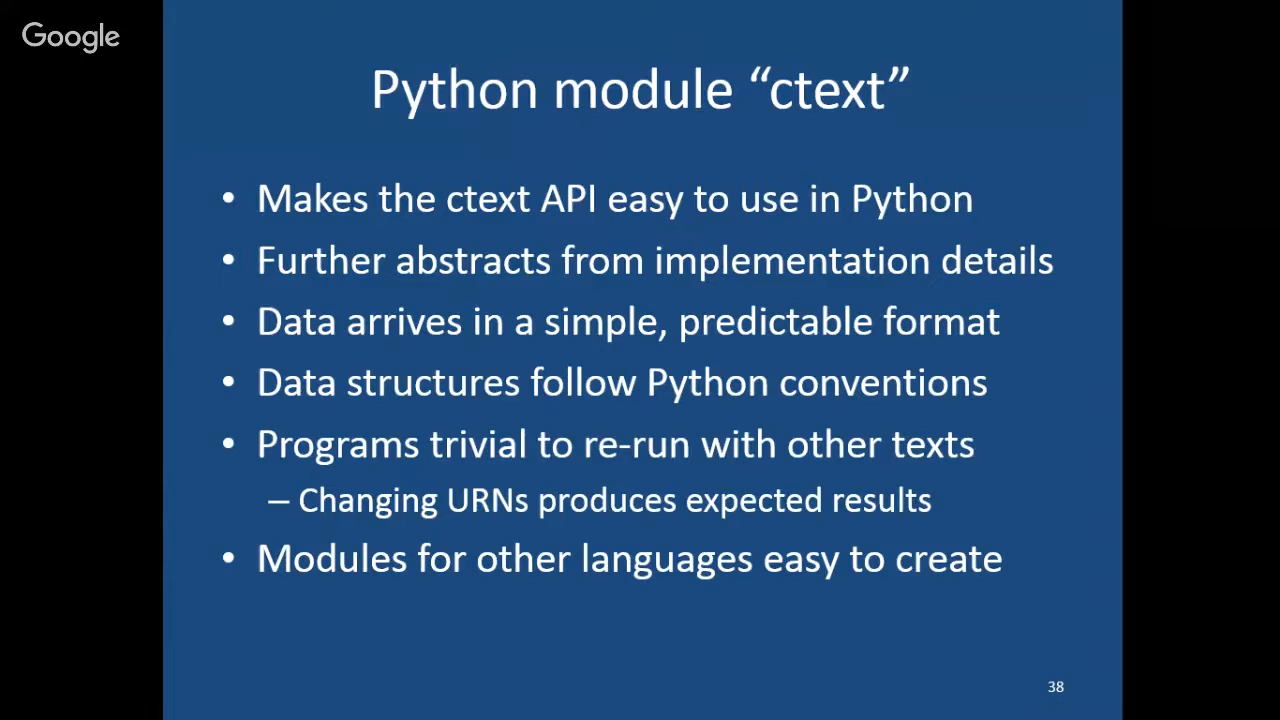 Google
Python module “ctext”
• Makes the ctext API easy to use in Python
• Further abstracts from implementation details
• Data arrives in a simple, predictable format
• Data structures follow Python conventions
• Programs trivial to re-run with other texts
– Changing URNs produces expected results
• Modules for other languages easy to create
38